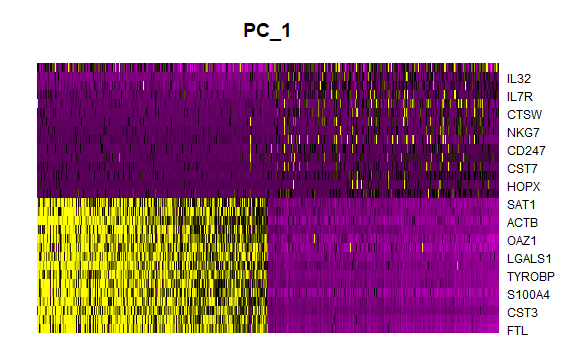 PC_1
IL32
IL7R
CTSW
NKG7
CD247
CST7
HOPX
SAT1
ACTB
OAZ1
LGALS1
TYROBP
S100A4
CST3
FTL